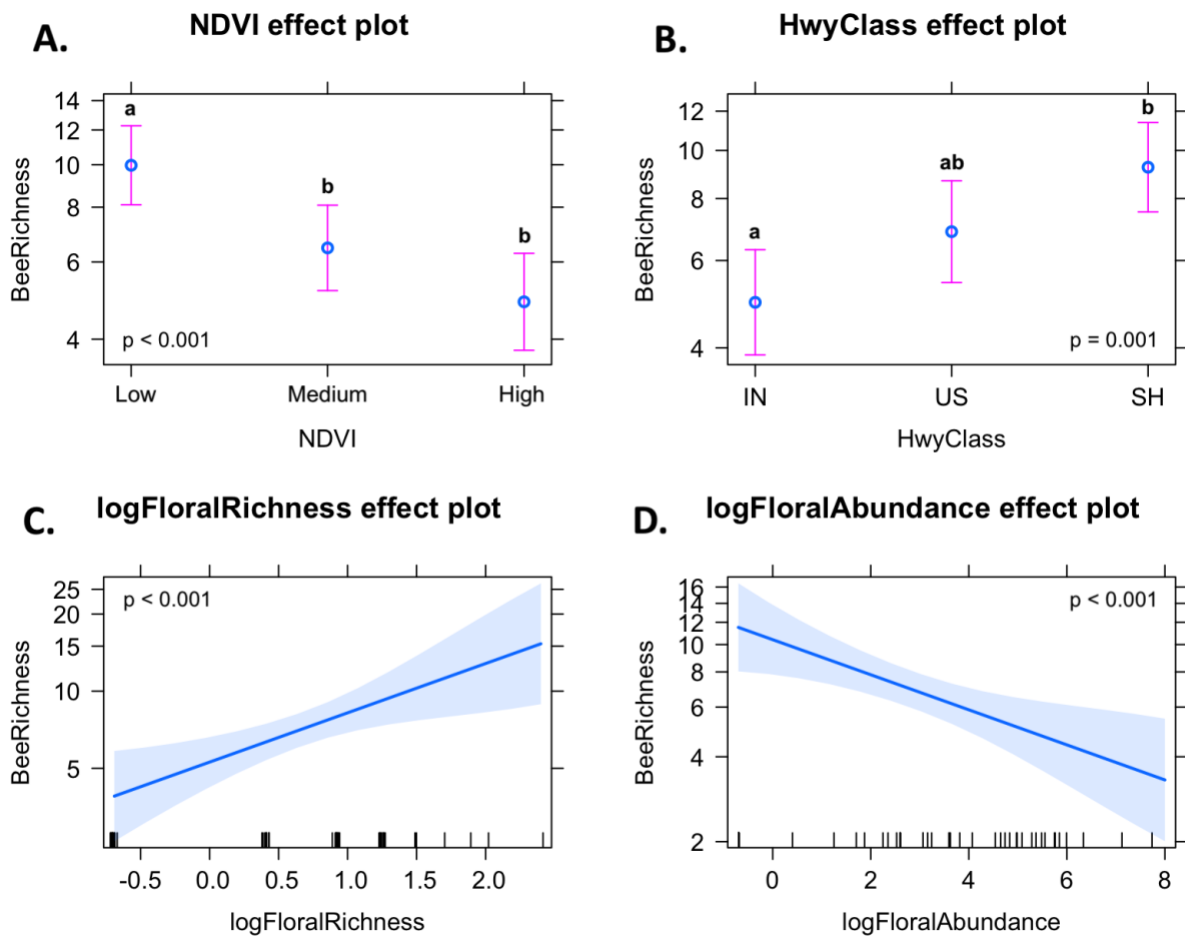 A.
NDVI effect plot
BeeRichness
14
12
10
8
6
4
a
b
b
p < 0.001
Low Medium High
NDVI
B.
HwyClass effect plot
BeeRichness
12
10
8
6
4
a
ab
b
p = 0.001
IN US SH
HwyClass
C.
logFloralRichness effect plot
BeeRichness
25
20
15
10
5
p < 0.001
-0.5 0.0 0.5 1.0 1.5 2.0
logFloralRichness
D.
logFloralAbundance effect plot
BeeRichness
16
14
12
10
8
6
4
2
p < 0.001
0 2 4 6 8
logFloralAbundance